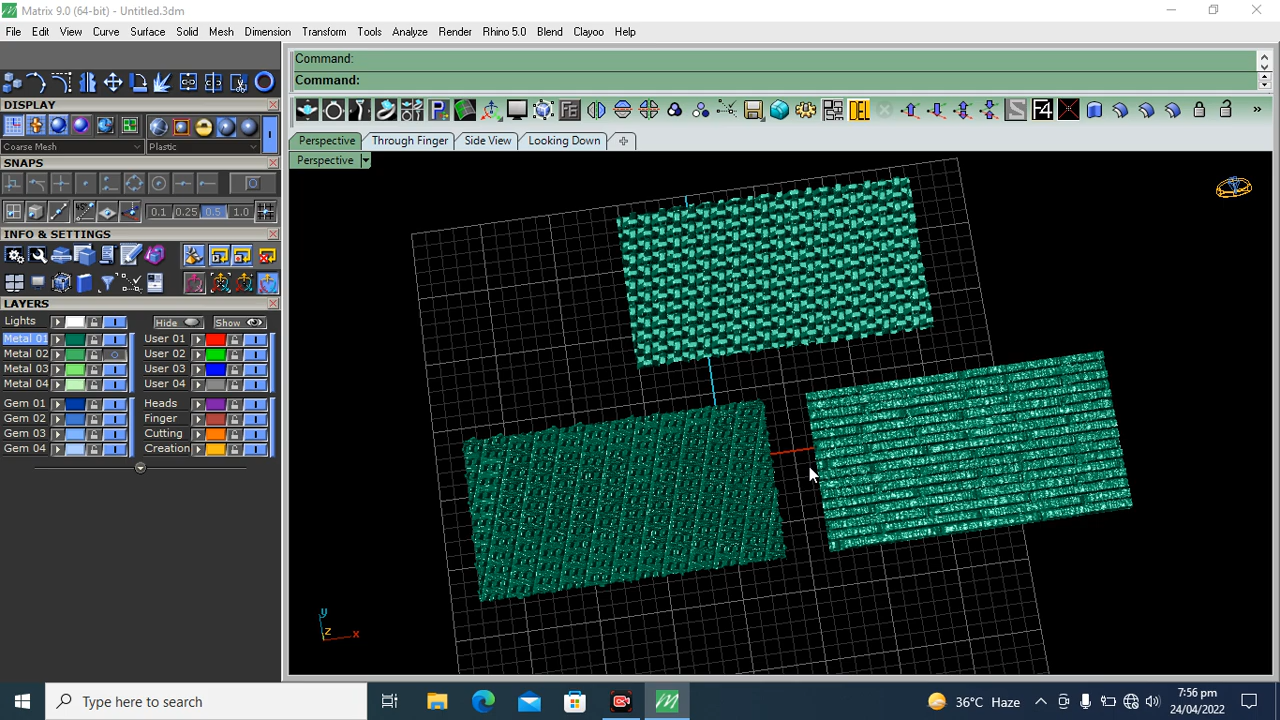 Matrix 9.0 (64-bit) - Untitled.3dm
File Edit View Curve Surface Solid Mesh Dimension Transform Tools Analyze Render Rhino 5.0 Blend Clayoo Help
Command:
Command:
DISPLAY
Coarse Mesh
Plastic
SNAPS
0.1 0.25 0.5 1.0
INFO & SETTINGS
LAYERS
Lights Hide Show
Metal 01 User 01
Metal 02 User 02
Metal 03 User 03
Metal 04 User 04
Gem 01 Heads
Gem 02 Finger
Gem 03 Cutting
Gem 04 Creation
FE DEL S F4 »
Perspective Through Finger Side View Looking Down
Perspective
y
z x
Type here to search
36°C Haze
7:56 pm
24/04/2022